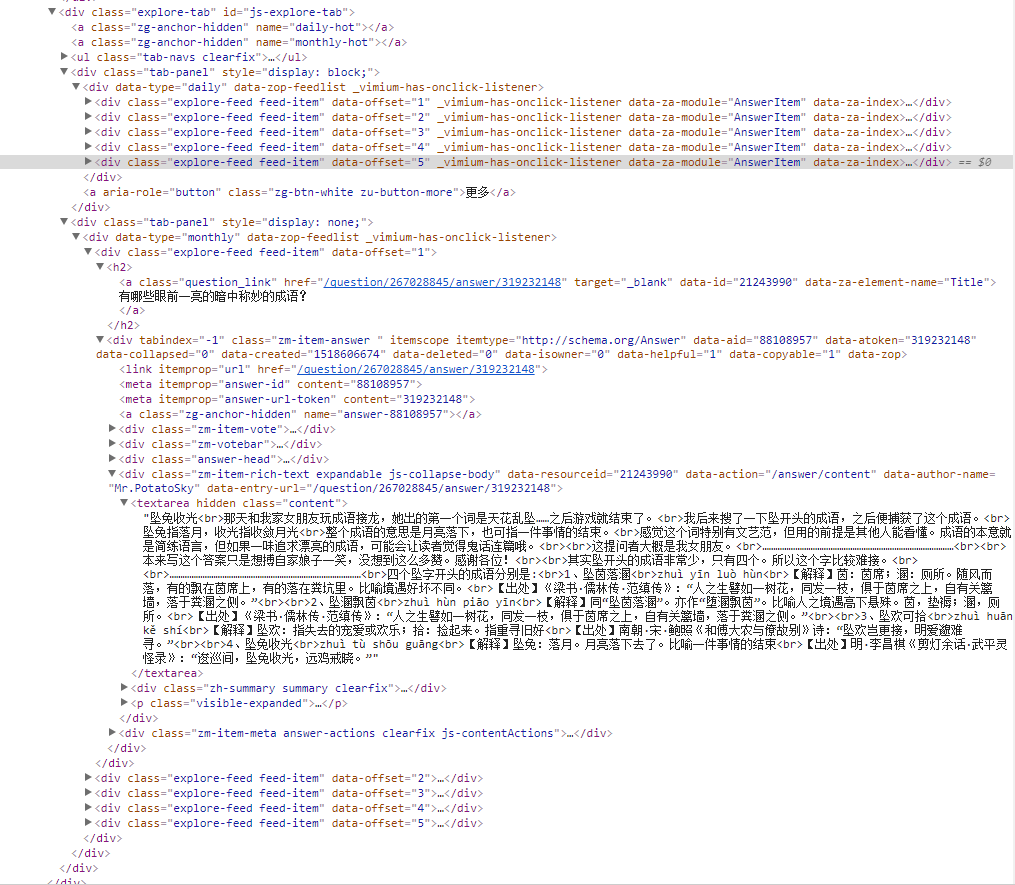 <div class="explore-tab" id="js-explore-tab">
<a class="zg-anchor-hidden" name="daily-hot"></a>
<a class="zg-anchor-hidden" name="monthly-hot"></a>
<ul class="tab-navs clearfix">…</ul>
<div class="tab-panel" style="display: block;">
<div data-type="daily" data-zop-feedlist _vimium-has-onclick-listener>
<div class="explore-feed feed-item" data-offset="1" _vimium-has-onclick-listener data-za-module="AnswerItem" data-za-index>…</div>
<div class="explore-feed feed-item" data-offset="2" _vimium-has-onclick-listener data-za-module="AnswerItem" data-za-index>…</div>
<div class="explore-feed feed-item" data-offset="3" _vimium-has-onclick-listener data-za-module="AnswerItem" data-za-index>…</div>
<div class="explore-feed feed-item" data-offset="4" _vimium-has-onclick-listener data-za-module="AnswerItem" data-za-index>…</div>
<div class="explore-feed feed-item" data-offset="5" _vimium-has-onclick-listener data-za-module="AnswerItem" data-za-index>…</div> == $0
</div>
<a aria-role="button" class="zg-btn-white zu-button-more">更多</a>
</div>
<div class="tab-panel" style="display: none;">
<div data-type="monthly" data-zop-feedlist _vimium-has-onclick-listener>
<div class="explore-feed feed-item" data-offset="1">
<h2>
<a class="question_link" href="/question/267028845/answer/319232148" target="_blank" data-id="21243990" data-za-element-name="Title">
有哪些眼前一亮的暗中称妙的成语？
</a>
</h2>
<div tabindex="-1" class="zm-item-answer " itemscope itemtype="http://schema.org/Answer" data-aid="88108957" data-atoken="319232148"
data-collapsed="0" data-created="1518606674" data-deleted="0" data-isowner="0" data-helpful="1" data-copyable="1" data-zop>
<link itemprop="url" href="/question/267028845/answer/319232148">
<meta itemprop="answer-id" content="88108957">
<meta itemprop="answer-url-token" content="319232148">
<a class="zg-anchor-hidden" name="answer-88108957"></a>
<div class="zm-item-vote">…</div>
<div class="zm-votebar">…</div>
<div class="answer-head">…</div>
<div class="zm-item-rich-text expandable js-collapse-body" data-resourceid="21243990" data-action="/answer/content" data-author-name=
"Mr.PotatoSky" data-entry-url="/question/267028845/answer/319232148">
<textarea hidden class="content">
"坠兔收光<br>那天和我家女朋友玩成语接龙，她出的第一个词是天花乱坠……之后游戏就结束了。<br>我后来搜了一下坠开头的成语，之后便捕获了这个成语。<br>
坠兔指落月，收光指收敛月光<br>整个成语的意思是月亮落下，也可指一件事情的结束。<br>感觉这个词特别有文艺范，但用的前提是其他人能看懂。成语的本意就
是简练语言，但如果一味追求漂亮的成语，可能会让读者觉得鬼话连篇哦。<br><br>这提问者大概是我女朋友。<br>……………………………………………………………<br><br>
本来写这个答案只是想搏自家娘子一笑，没想到这么多赞。感谢各位！<br><br>其实坠开头的成语非常少，只有四个。所以这个字比较难接。<br>
<br>……………………………………………………………<br>四个坠字开头的成语分别是:<br>1、坠茵落溷<br>zhuì yīn luò hùn<br>【解释】茵：茵席；溷：厕所。随风而
落，有的飘在茵席上，有的落在粪坑里。比喻境遇好坏不同。<br>【出处】《梁书·儒林传·范缜传》：“人之生譬如一树花，同发一枝，俱于茵席之上，自有关篱
墙，落于粪溷之侧。”<br><br>2、坠溷飘茵<br>zhuì hùn piāo yīn<br>【解释】同“坠茵落溷”。亦作“堕溷飘茵”。比喻人之境遇高下悬殊。茵，垫褥；溷，厕
所。<br>【出处】《梁书·儒林传·范缜传》：“人之生譬如一树花，同发一枝，俱于茵席之上，自有关篱墙，落于粪溷之侧。”<br><br>3、坠欢可拾<br>zhuì huān
kě shí<br>【解释】坠欢：指失去的宠爱或欢乐；拾：捡起来。指重寻旧好<br>【出处】南朝·宋·鲍照《和傅大农与僚故别》诗：“坠欢岂更接，明爱邈难
寻。”<br><br>4、坠兔收光<br>zhuì tù shōu guāng<br>【解释】坠兔：落月。月亮落下去了。比喻一件事情的结束<br>【出处】明·李昌祺《剪灯余话·武平灵
怪录》：“逡巡间，坠兔收光，远鸡戒晓。”"
</textarea>
<div class="zh-summary summary clearfix">…</div>
<p class="visible-expanded">…</p>
</div>
<div class="zm-item-meta answer-actions clearfix js-contentActions">…</div>
</div>
</div>
<div class="explore-feed feed-item" data-offset="2">…</div>
<div class="explore-feed feed-item" data-offset="3">…</div>
<div class="explore-feed feed-item" data-offset="4">…</div>
<div class="explore-feed feed-item" data-offset="5">…</div>
</div>
</div>
</div>